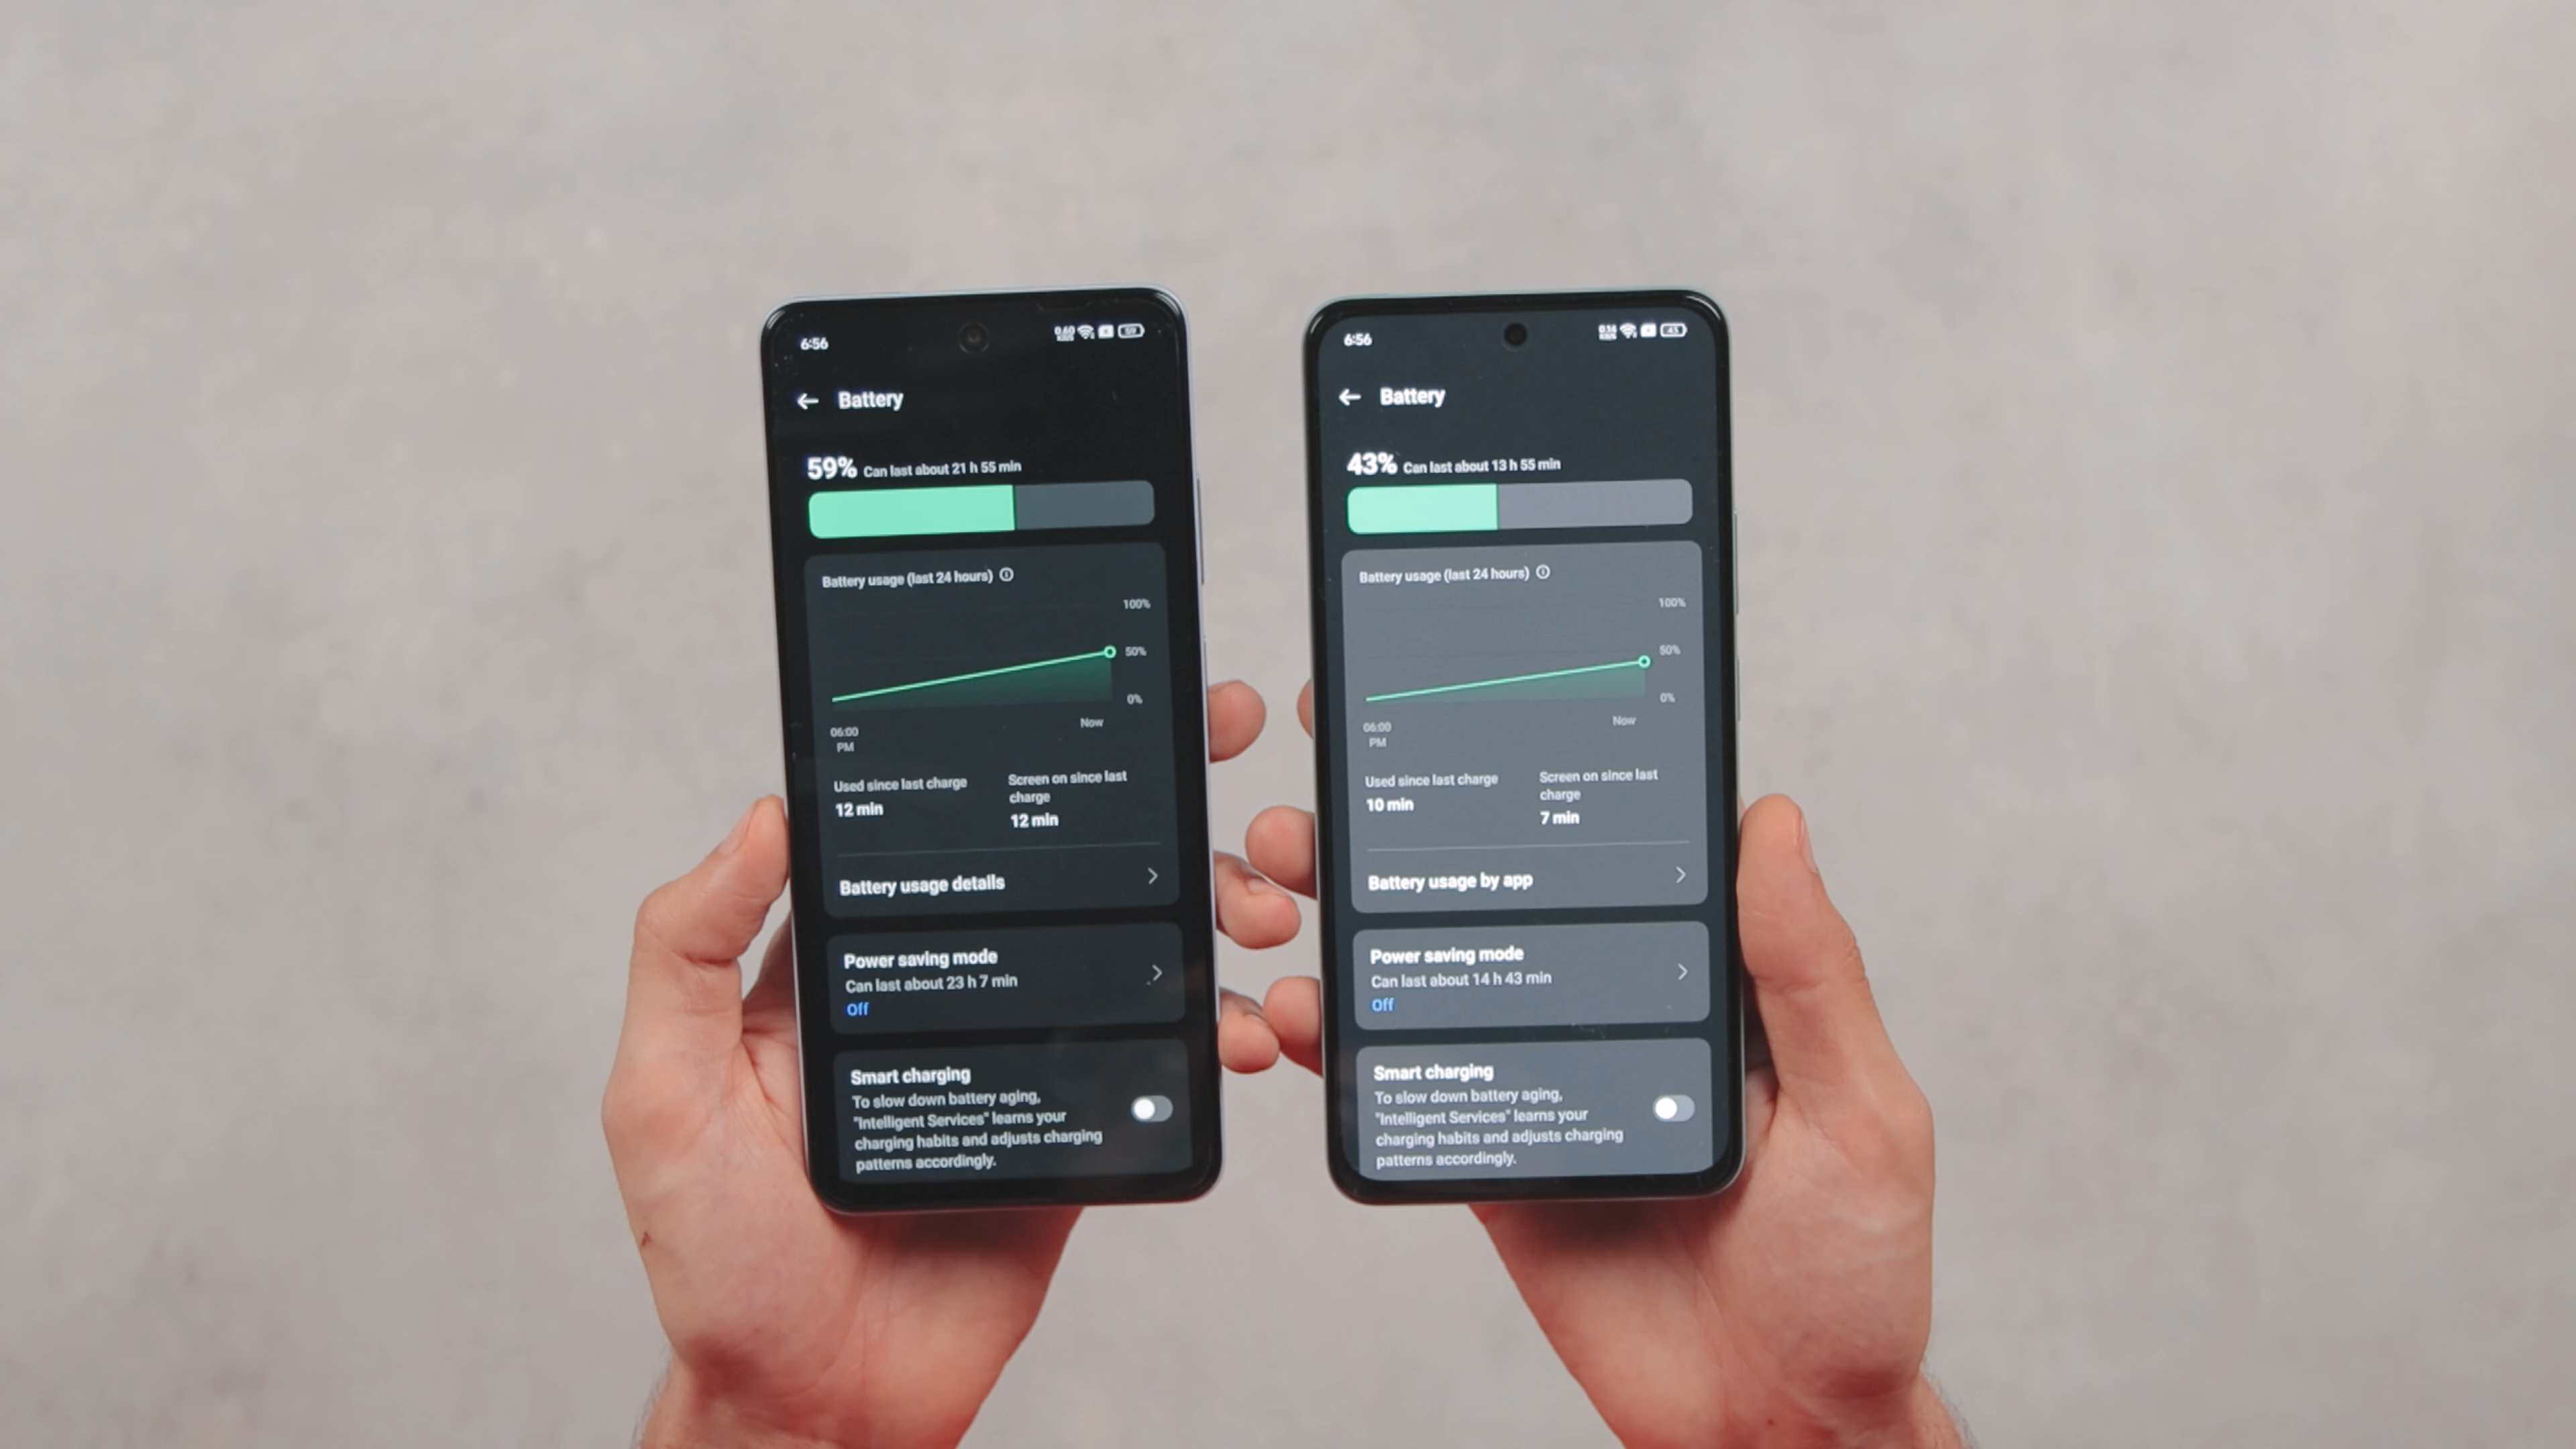 6:56
0.60 KB/S
59
Battery
59% Can last about 21 h 55 min
Battery usage (last 24 hours)
100%
50%
0%
06:00 PM
Now
Used since last charge
12 min
Screen on since last
charge
12 min
Battery usage details
Power saving mode
Can last about 23 h 7 min
Off
Smart charging
To slow down battery aging,
"Intelligent Services" learns your
charging habits and adjusts charging
patterns accordingly.
6:56
43
Battery
43% Can last about 13 h 55 min
Battery usage (last 24 hours)
100%
50%
0%
06:00 PM
Now
Used since last charge
10 min
Screen on since last
charge
7 min
Battery usage by app
Power saving mode
Can last about 14 h 43 min
Off
Smart charging
To slow down battery aging,
"Intelligent Services" learns your
charging habits and adjusts charging
patterns accordingly.